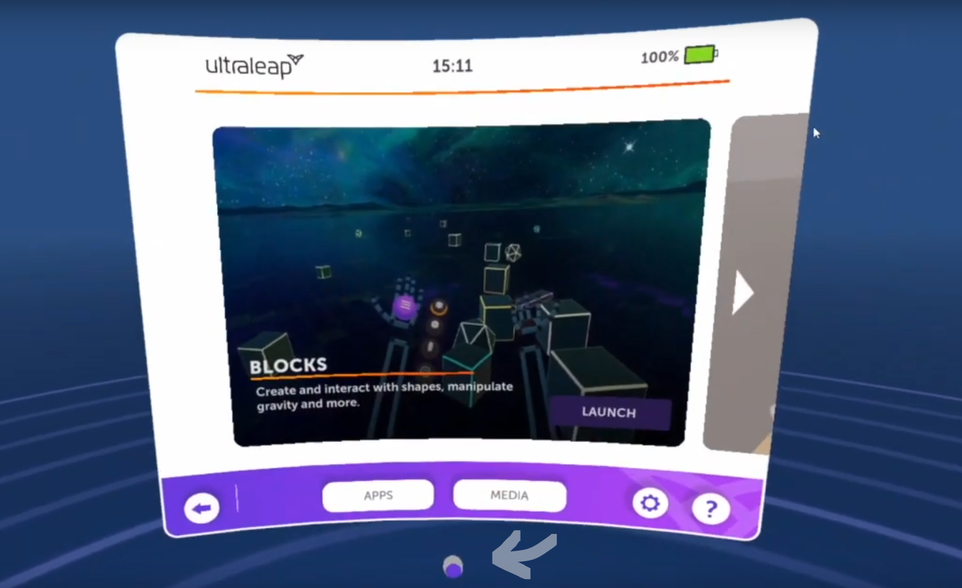 ultraleap
15:11
100%
BLOCKS
Create and interact with shapes, manipulate
gravity and more.
LAUNCH
APPS
MEDIA
?